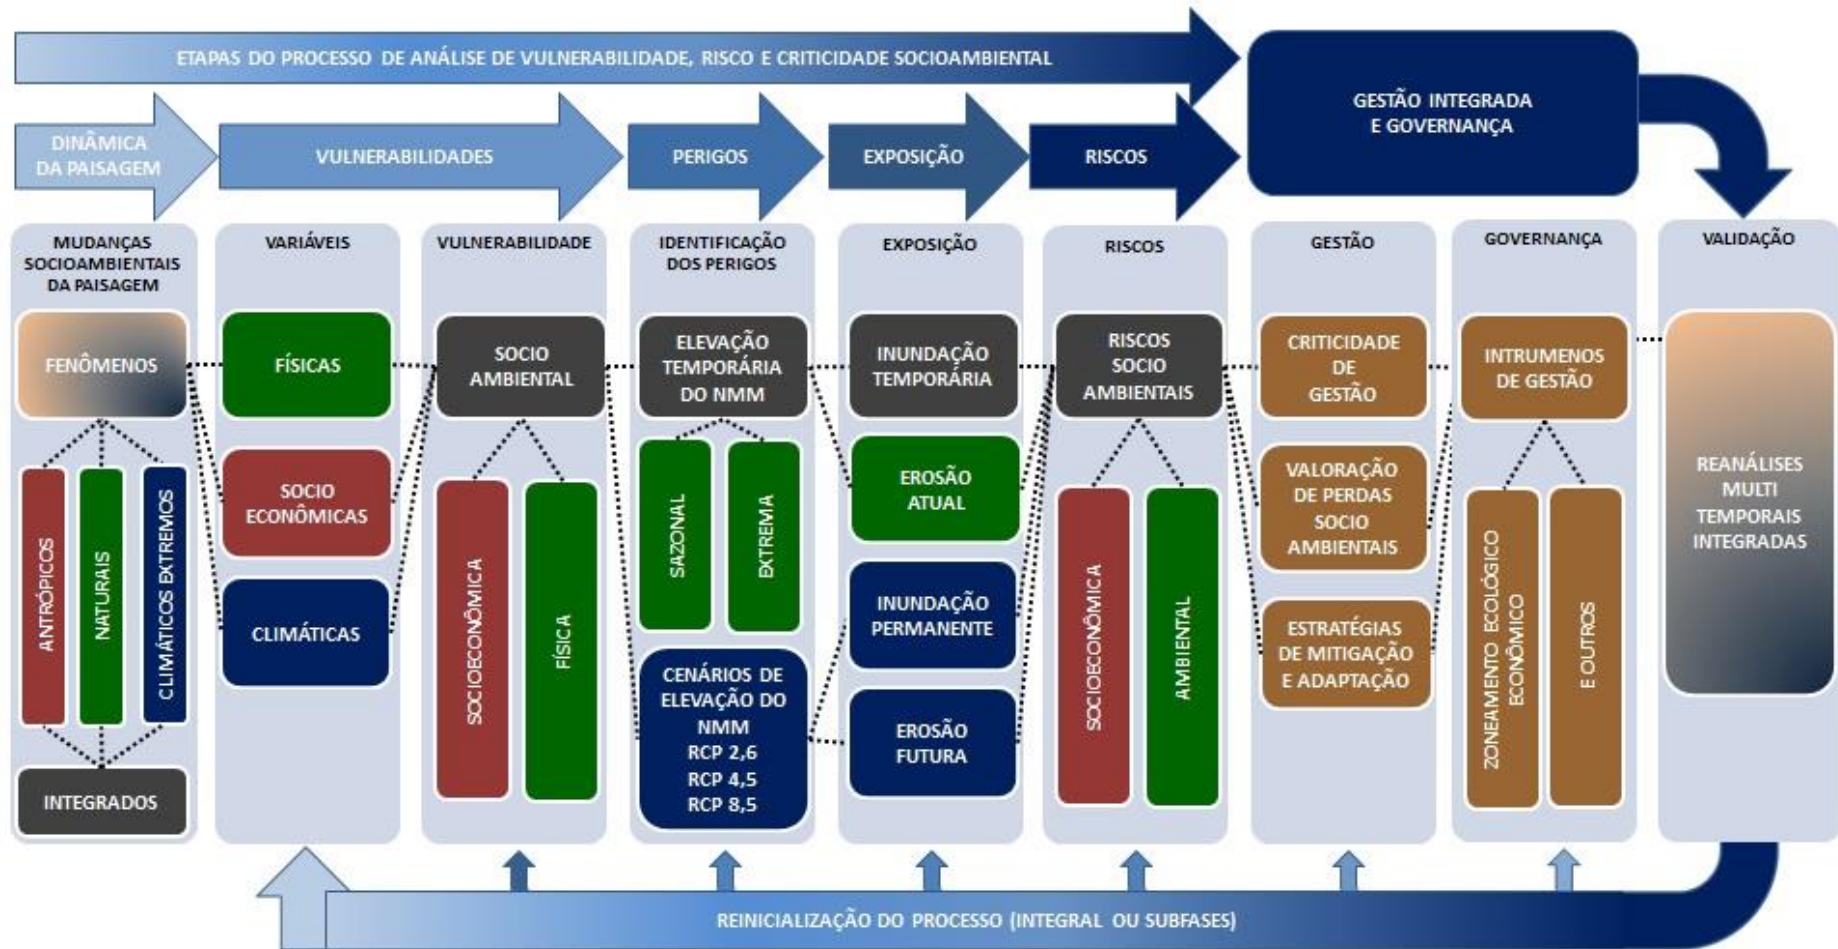 ETAPAS DO PROCESSO DE ANÁLISE DE VULNERABILIDADE, RISCO E CRITICIDADE SOCIOAMBIENTAL
GESTÃO INTEGRADA
E GOVERNANÇA
DINÂMICA
DA PAISAGEM
VULNERABILIDADES
PERIGOS
EXPOSIÇÃO
RISCOS
MUDANÇAS
SOCIOAMBIENTAIS
DA PAISAGEM
FENÔMENOS
ANTRÓPICOS
NATURAIS
CLIMÁTICOS EXTREMOS
INTEGRADOS
VARIÁVEIS
FÍSICAS
SOCIO
ECONÔMICAS
CLIMÁTICAS
VULNERABILIDADE
SOCIO
AMBIENTAL
SOCIOECONÔMICA
FÍSICA
IDENTIFICAÇÃO
DOS PERIGOS
ELEVAÇÃO
TEMPORÁRIA
DO NMM
SAZONAL
EXTREMA
CENÁRIOS DE
ELEVAÇÃO DO
NMM
RCP 2,6
RCP 4,5
RCP 8,5
EXPOSIÇÃO
INUNDAÇÃO
TEMPORÁRIA
EROSÃO
ATUAL
INUNDAÇÃO
PERMANENTE
EROSÃO
FUTURA
RISCOS
RISCOS
SOCIO
AMBIENTAIS
SOCIOECONÔMICA
AMBIENTAL
GESTÃO
CRITICIDADE
DE
GESTÃO
VALORAÇÃO
DE PERDAS
SOCIO
AMBIENTAIS
ESTRATÉGIAS
DE MITIGAÇÃO
E ADAPTAÇÃO
GOVERNANÇA
INTRUMENOS
DE GESTÃO
ZONEAMENTO ECOLÓGICO
ECONÔMICO
E OUTROS
VALIDAÇÃO
REANÁLISES
MULTI
TEMPORAIS
INTEGRADAS
REINICIALIZAÇÃO DO PROCESSO (INTEGRAL OU SUBFASES)